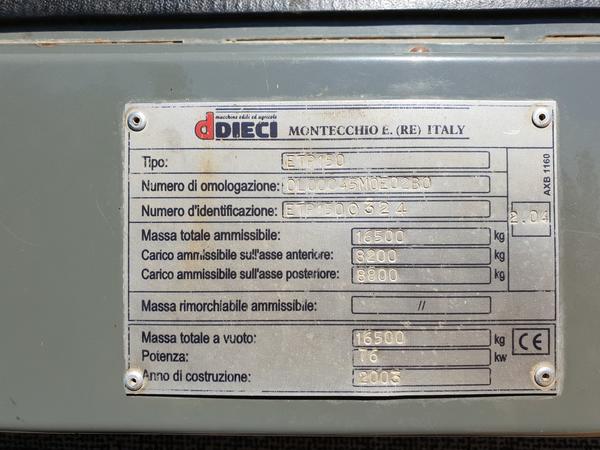 macchine edili ed agricole
dDIECI MONTECCHIO E. (RE) ITALY
Tipo: ETP150
Numero di omologazione: OL00045MOE02B0
Numero d'identificazione: ETP1500324
Massa totale ammissibile: 16500 kg
Carico ammissibile sull'asse anteriore: 8200 kg
Carico ammissibile sull'asse posteriore: 8800 kg
AXB 1160
2.04
Massa rimorchiabile ammissibile: //
Massa totale a vuoto: 16500 kg
Potenza: 76 kw
Anno di costruzione: 2003
CE